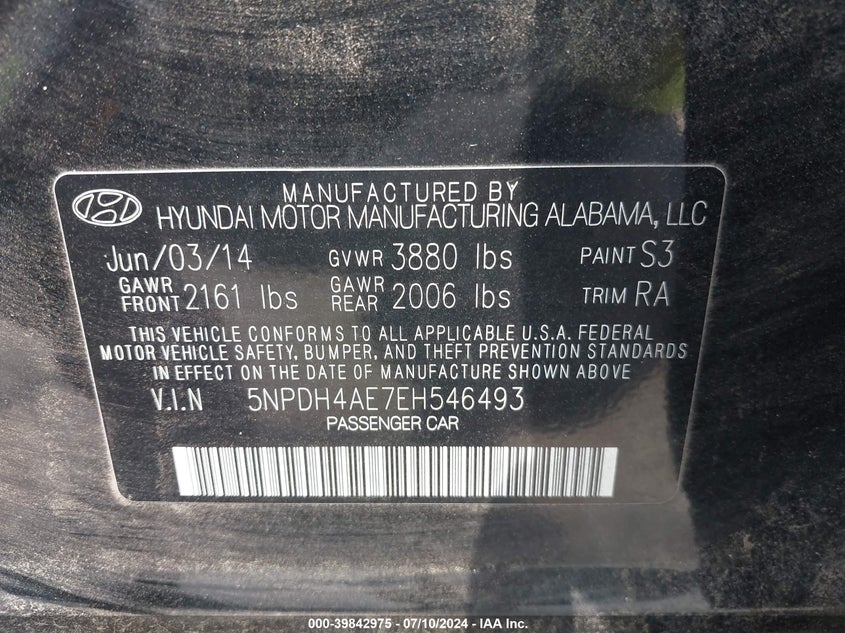 MANUFACTURED BY
HYUNDAI MOTOR MANUFACTURING ALABAMA, LLC
Jun/03/14 GVWR 3880 lbs PAINT S3
GAWR FRONT 2161 lbs GAWR REAR 2006 lbs TRIM RA
THIS VEHICLE CONFORMS TO ALL APPLICABLE U.S.A. FEDERAL
MOTOR VEHICLE SAFETY, BUMPER, AND THEFT PREVENTION STANDARDS
IN EFFECT ON THE DATE OF MANUFACTURE SHOWN ABOVE
V.I.N 5NPDH4AE7EH546493
PASSENGER CAR
000-39842975 - 07/10/2024 - IAA Inc.